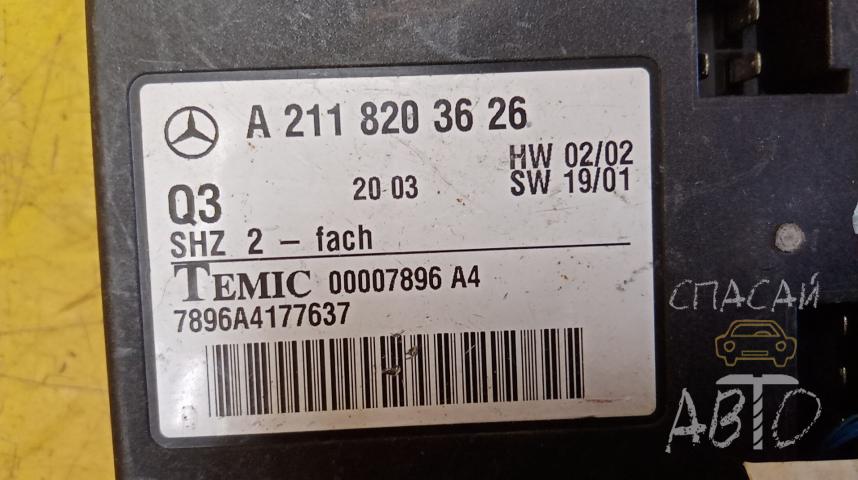 A 211 820 36 26
HW 02/02
Q3
20 03
SW 19/01
SHZ 2 - fach
TEMIC 00007896 A4
7896A4177637
СПАСАЙ
АВТО